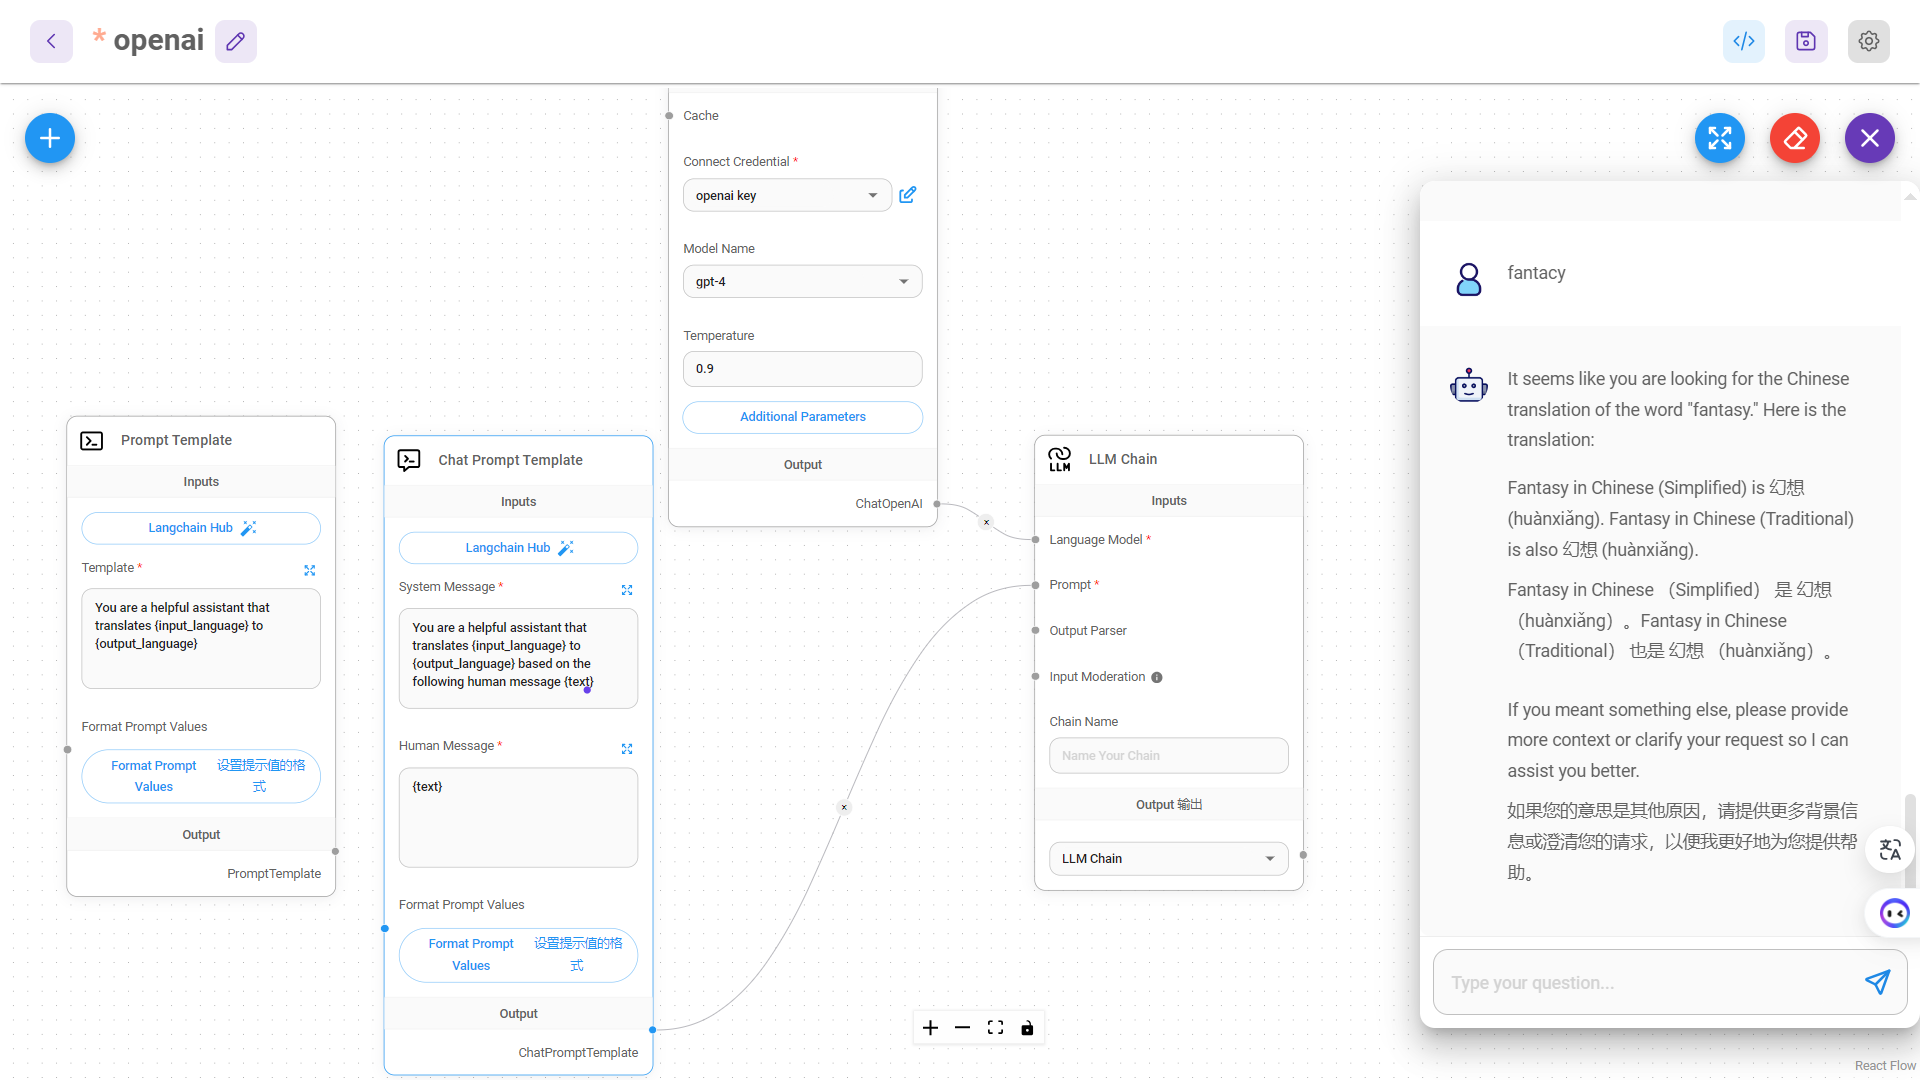 * openai
Cache
Connect Credential *
openai key
Model Name
gpt-4
Temperature
0.9
Additional Parameters
Output
ChatOpenAI
Prompt Template
Inputs
Langchain Hub
Template *
You are a helpful assistant that
translates {input_language} to
{output_language}
Format Prompt Values
Format Prompt
Values
设置提示值的格
式
Output
PromptTemplate
Chat Prompt Template
Inputs
Langchain Hub
System Message *
You are a helpful assistant that
translates {input_language} to
{output_language} based on the
following human message {text}
Human Message *
{text}
Format Prompt Values
Format Prompt
Values
设置提示值的格
式
Output
ChatPromptTemplate
LLM
LLM Chain
Inputs
Language Model *
Prompt *
Output Parser
Input Moderation
Chain Name
Name Your Chain
Output 输出
LLM Chain
fantacy
It seems like you are looking for the Chinese
translation of the word "fantasy." Here is the
translation:
Fantasy in Chinese (Simplified) is 幻想
(huànxiǎng). Fantasy in Chinese (Traditional)
is also 幻想 (huànxiǎng).
Fantasy in Chinese （Simplified） 是 幻想
（huànxiǎng）。Fantasy in Chinese
（Traditional） 也是 幻想 （huànxiǎng）。
If you meant something else, please provide
more context or clarify your request so I can
assist you better.
如果您的意思是其他原因，请提供更多背景信
息或澄清您的请求，以便我更好地为您提供帮
助。
Type your question...
React Flow